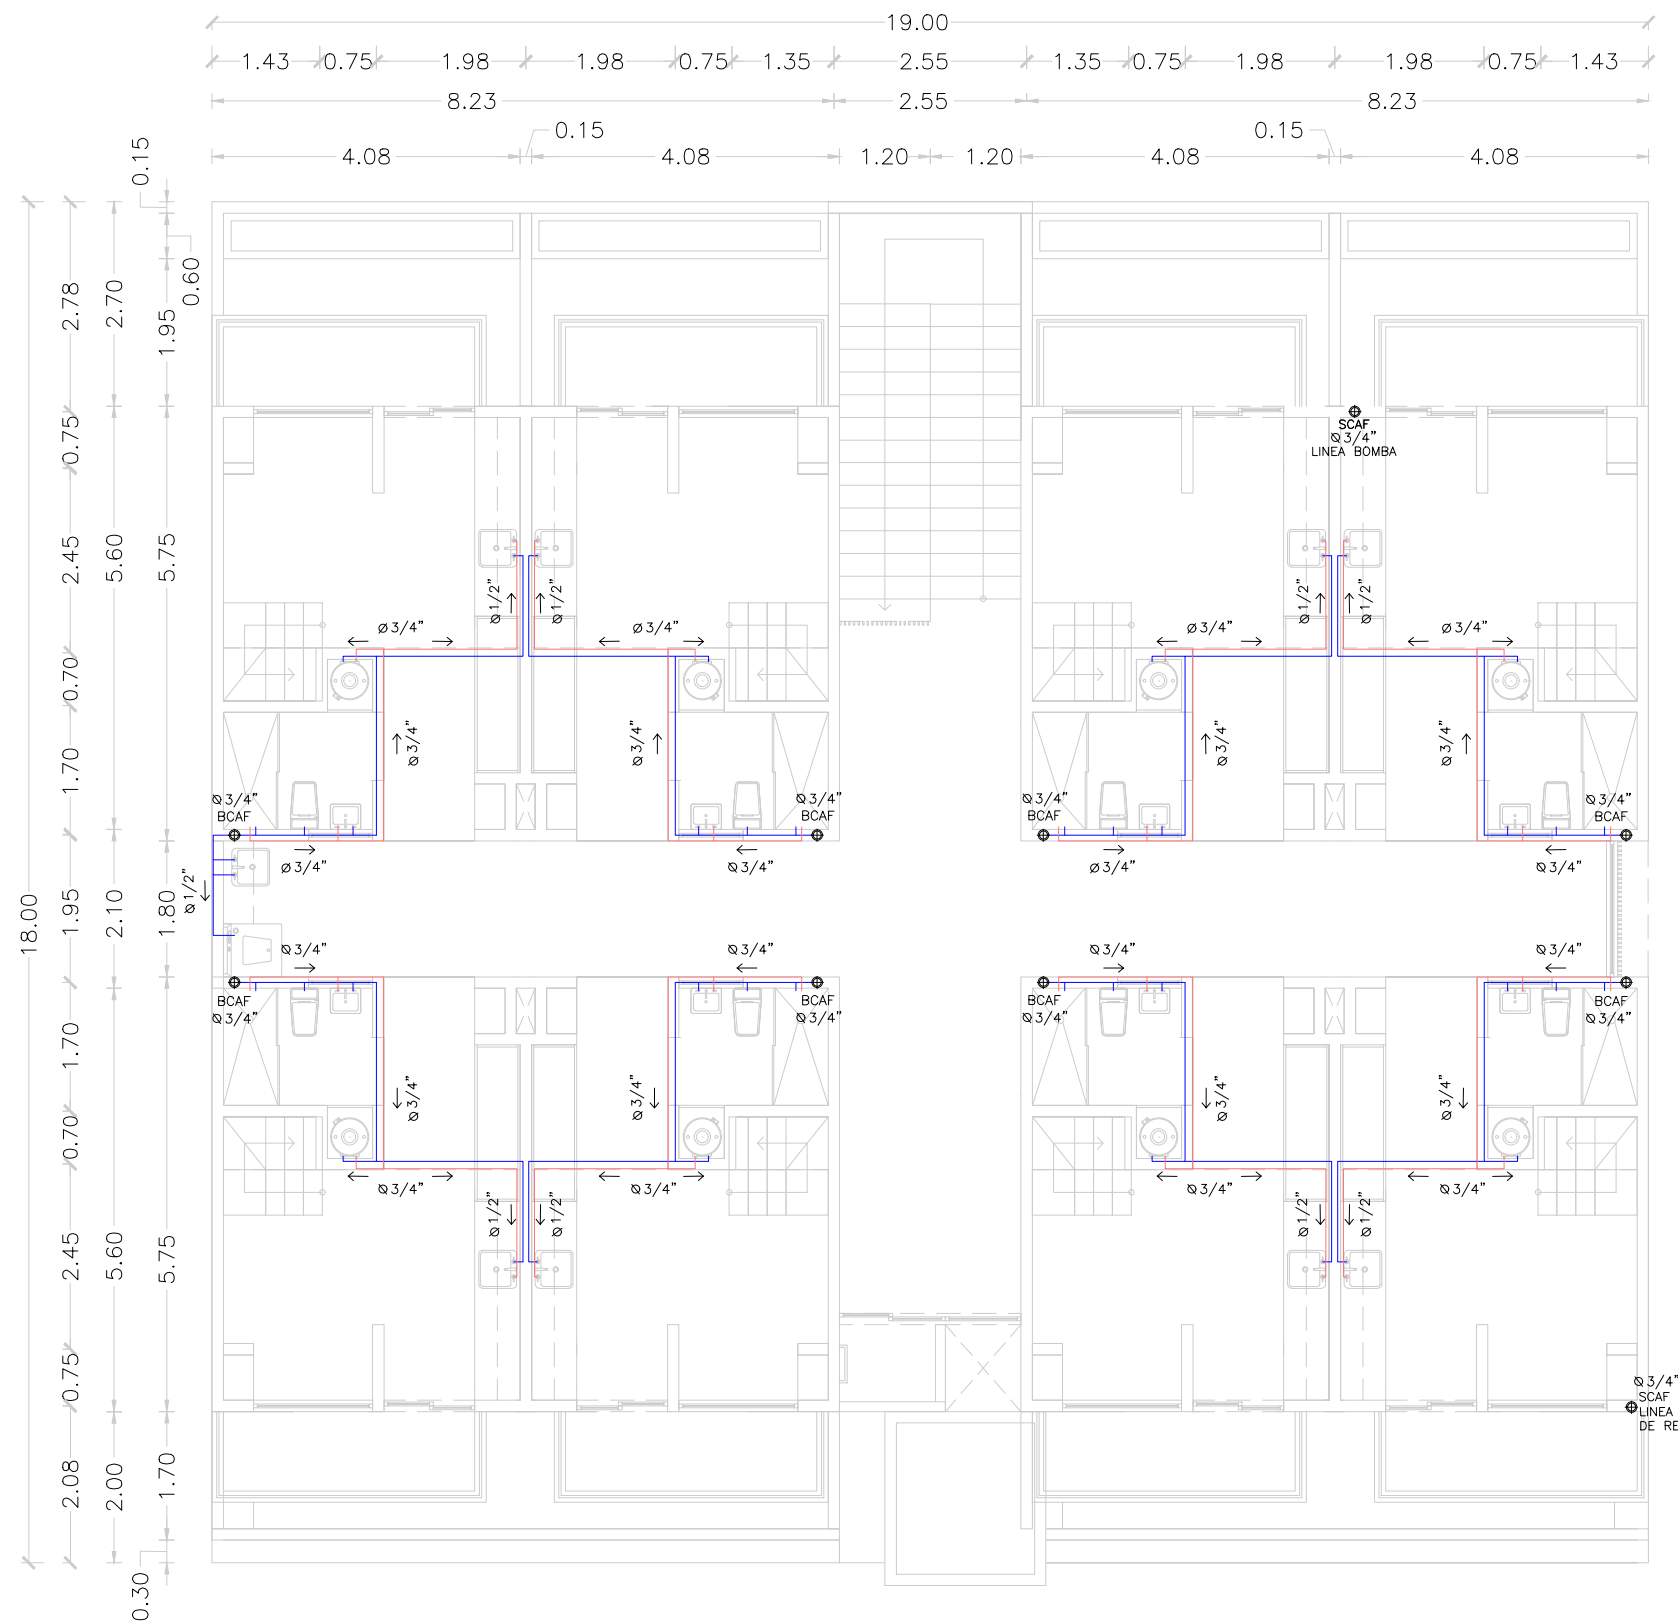 19.00
1.43 0.75 1.98 1.98 0.75 1.35 2.55 1.35 0.75 1.98 1.98 0.75 1.43
8.23 2.55 8.23
0.15 0.15
4.08 4.08 1.20 1.20 4.08 4.08
0.15
0.60
2.78 2.70 1.95
0.75
SCAF
Ø3/4"
LINEA BOMBA
2.45 5.60 5.75
Ø1/2" Ø1/2" Ø1/2" Ø1/2"
Ø3/4" Ø3/4" Ø3/4" Ø3/4"
0.70
Ø3/4" Ø3/4" Ø3/4" Ø3/4"
1.70
Ø3/4" Ø3/4" Ø3/4" Ø3/4"
BCAF BCAF BCAF BCAF
Ø3/4" Ø3/4" Ø3/4" Ø3/4"
Ø1/2"
18.00 1.95 2.10 1.80
Ø3/4" Ø3/4" Ø3/4" Ø3/4"
BCAF BCAF BCAF BCAF
Ø3/4" Ø3/4" Ø3/4" Ø3/4"
1.70
Ø3/4" Ø3/4" Ø3/4" Ø3/4"
0.70
Ø3/4" Ø3/4" Ø3/4" Ø3/4"
Ø1/2" Ø1/2" Ø1/2" Ø1/2"
2.45 5.60 5.75
0.75
Ø3/4"
SCAF
LINEA
DE RE
2.08 2.00 1.70
0.30